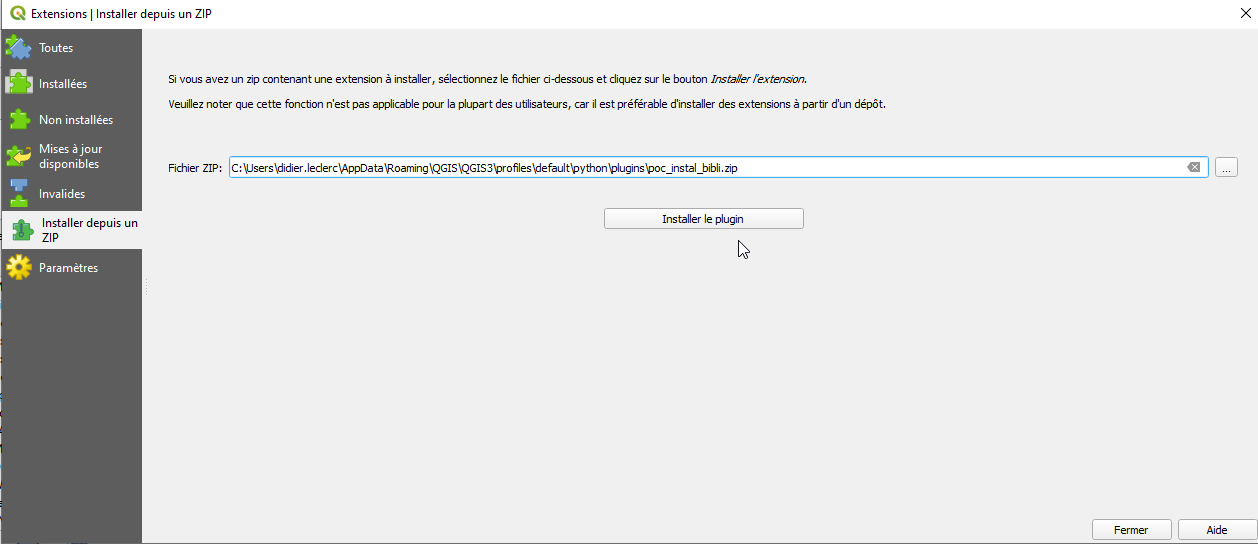 Extensions | Installer depuis un ZIP
Toutes
Installées
Non installées
Mises à jour
disponibles
Invalides
Installer depuis un
ZIP
Paramètres
Si vous avez un zip contenant une extension à installer, sélectionnez le fichier ci-dessous et cliquez sur le bouton Installer l'extension.
Veuillez noter que cette fonction n'est pas applicable pour la plupart des utilisateurs, car il est préférable d'installer des extensions à partir d'un dépôt.
Fichier ZIP: C:\Users\didier.leclerc\AppData\Roaming\QGIS\QGIS3\profiles\default\python\plugins\poc_instal_bibli.zip ...
Installer le plugin
Fermer Aide